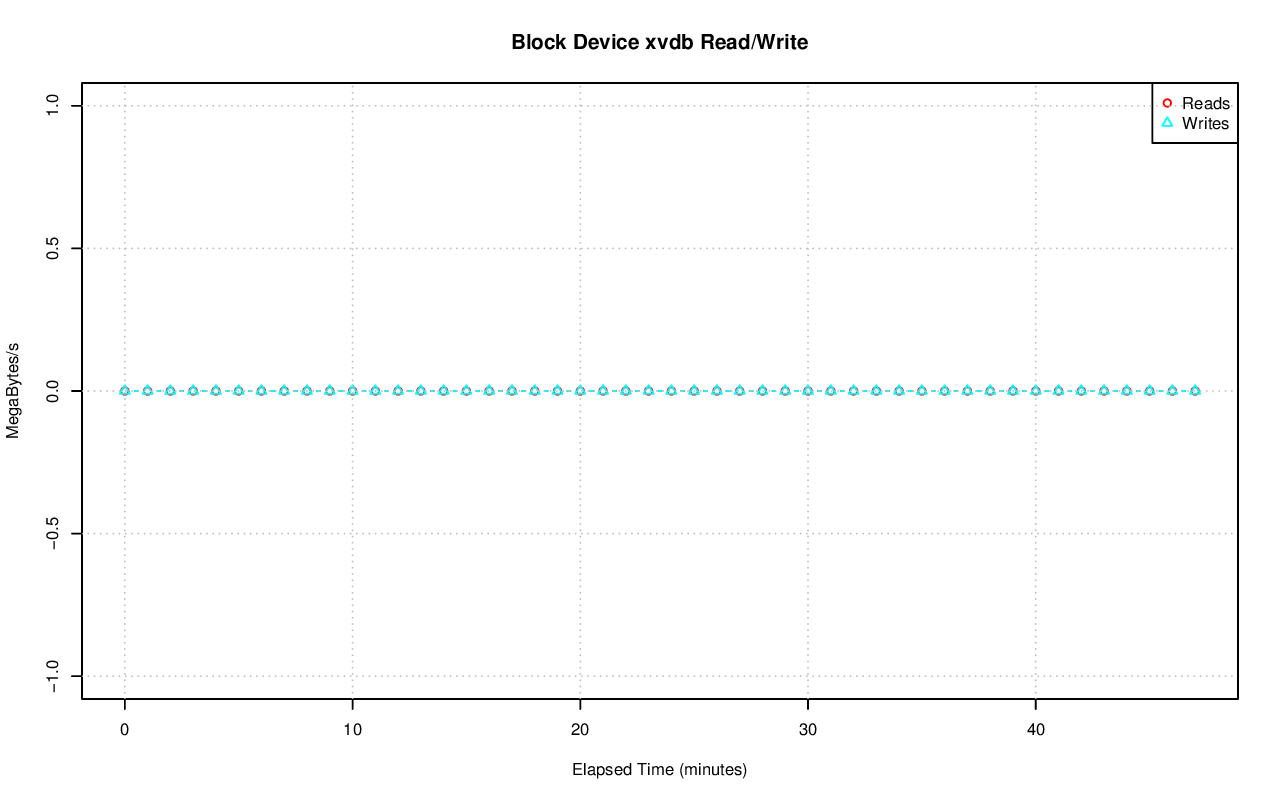 Block Device xvdb Read/Write
Reads
Writes
1.0
0.5
0.0
−0.5
−1.0
MegaBytes/s
0 10 20 30 40
Elapsed Time (minutes)